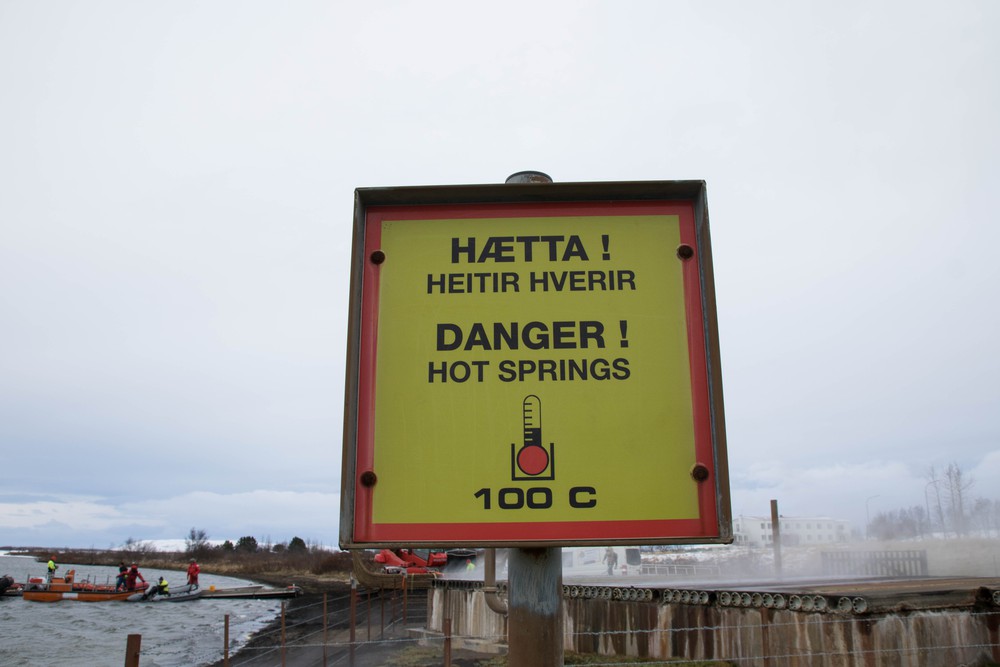 HÆTTA !
HEITIR HVERIR
DANGER !
HOT SPRINGS
100 C